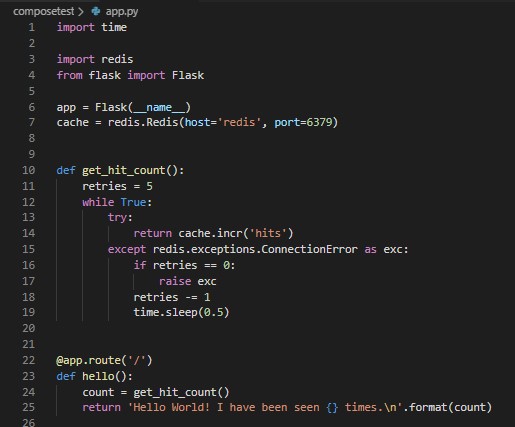 composetest > app.py
1 import time
2
3 import redis
4 from flask import Flask
5
6 app = Flask(__name__)
7 cache = redis.Redis(host='redis', port=6379)
8
9
10 def get_hit_count():
11     retries = 5
12     while True:
13         try:
14             return cache.incr('hits')
15         except redis.exceptions.ConnectionError as exc:
16             if retries == 0:
17                 raise exc
18             retries -= 1
19             time.sleep(0.5)
20
21
22 @app.route('/')
23 def hello():
24     count = get_hit_count()
25     return 'Hello World! I have been seen {} times.\n'.format(count)
26